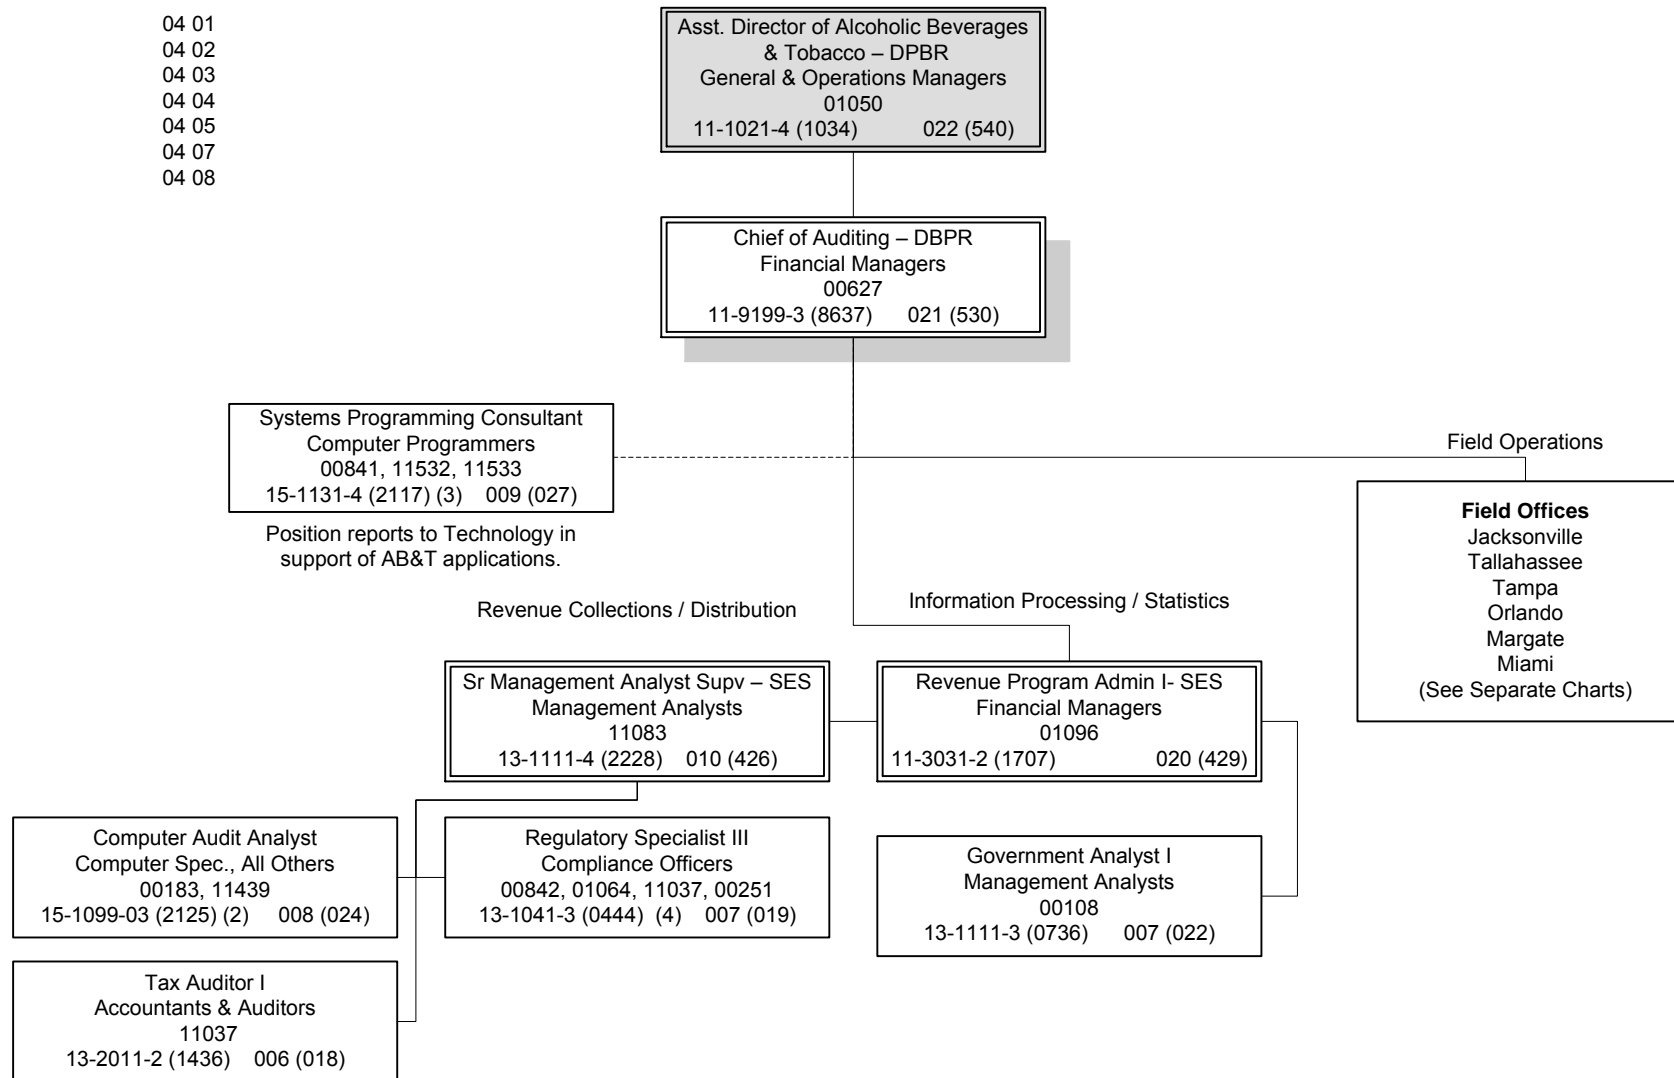 04 01
04 02
04 03
04 04
04 05
04 07
04 08
Asst. Director of Alcoholic Beverages
& Tobacco – DPBR
General & Operations Managers
01050
11-1021-4 (1034) 022 (540)
Chief of Auditing – DBPR
Financial Managers
00627
11-9199-3 (8637) 021 (530)
Systems Programming Consultant
Computer Programmers
00841, 11532, 11533
15-1131-4 (2117) (3) 009 (027)
Position reports to Technology in
support of AB&T applications.
Field Operations
Field Offices
Jacksonville
Tallahassee
Tampa
Orlando
Margate
Miami
(See Separate Charts)
Revenue Collections / Distribution
Information Processing / Statistics
Sr Management Analyst Supv – SES
Management Analysts
11083
13-1111-4 (2228) 010 (426)
Revenue Program Admin I- SES
Financial Managers
01096
11-3031-2 (1707) 020 (429)
Computer Audit Analyst
Computer Spec., All Others
00183, 11439
15-1099-03 (2125) (2) 008 (024)
Regulatory Specialist III
Compliance Officers
00842, 01064, 11037, 00251
13-1041-3 (0444) (4) 007 (019)
Government Analyst I
Management Analysts
00108
13-1111-3 (0736) 007 (022)
Tax Auditor I
Accountants & Auditors
11037
13-2011-2 (1436) 006 (018)